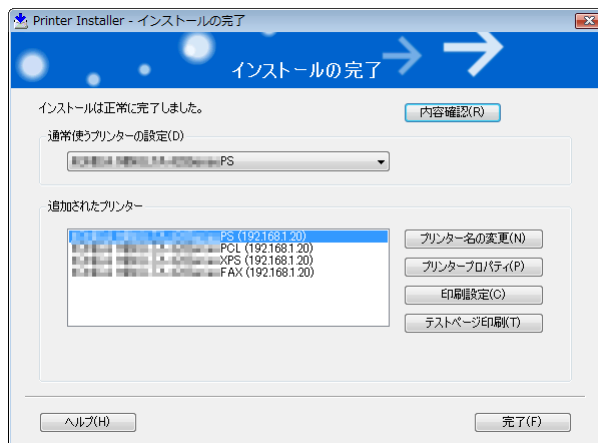 Printer Installer - インストールの完了
インストールの完了
インストールは正常に完了しました。
内容確認(R)
通常使うプリンターの設定(D)
PS
追加されたプリンター
PS (192.168.1.20)
PCL (192.168.1.20)
XPS (192.168.1.20)
FAX (192.168.1.20)
プリンター名の変更(N)
プリンタープロパティ(P)
印刷設定(C)
テストページ印刷(T)
ヘルプ(H)
完了(F)